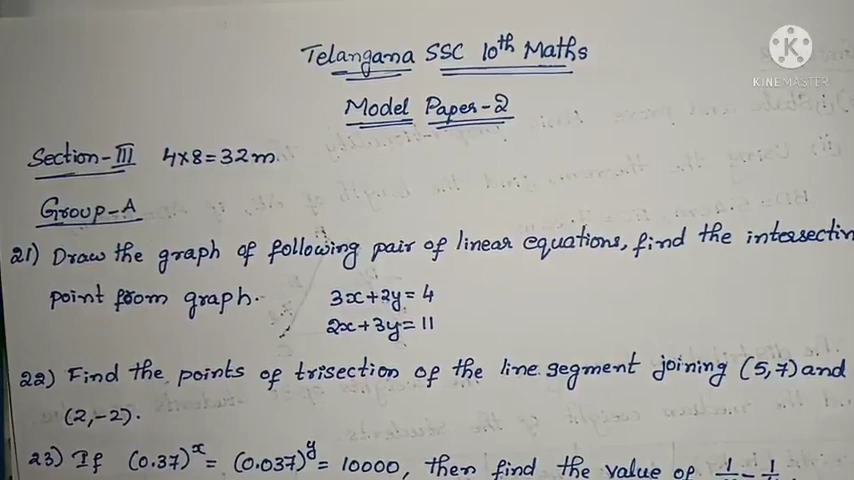 Telangana SSC 10th Maths
KINEMASTER
Model Paper-2
Section-III 4×8=32m.
Group-A
21) Draw the graph of following pair of linear equations, find the intersectin
point from graph. 3x+2y=4
2x+3y=11
22) Find the points of trisection of the line segment joining (5,7) and
(2,-2).
23) If (0.37)^x = (0.037)^y = 10000, then find the value of 1/ - 1/